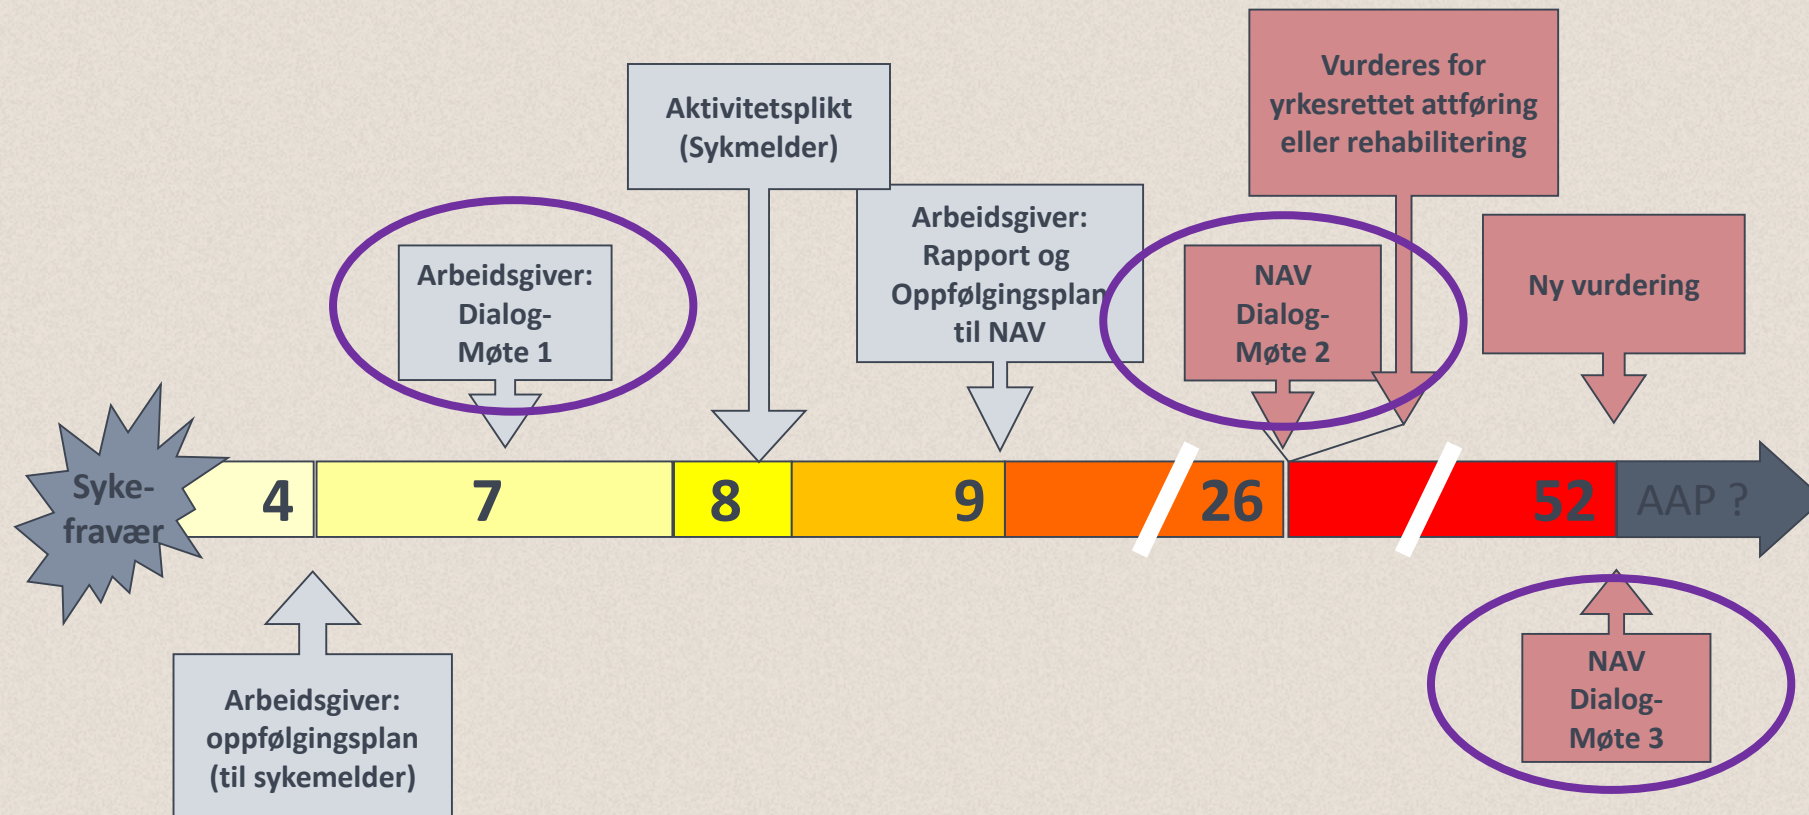 Vurderes for
yrkesrettet attføring
eller rehabilitering
Aktivitetsplikt
(Sykmelder)
Arbeidsgiver:
Rapport og
Oppfølgingsplan
til NAV
Arbeidsgiver:
Dialog-
Møte 1
NAV
Dialog-
Møte 2
Ny vurdering
Syke-
fravær
4
7
8
9
26
52
AAP ?
Arbeidsgiver:
oppfølgingsplan
(til sykemelder)
NAV
Dialog-
Møte 3